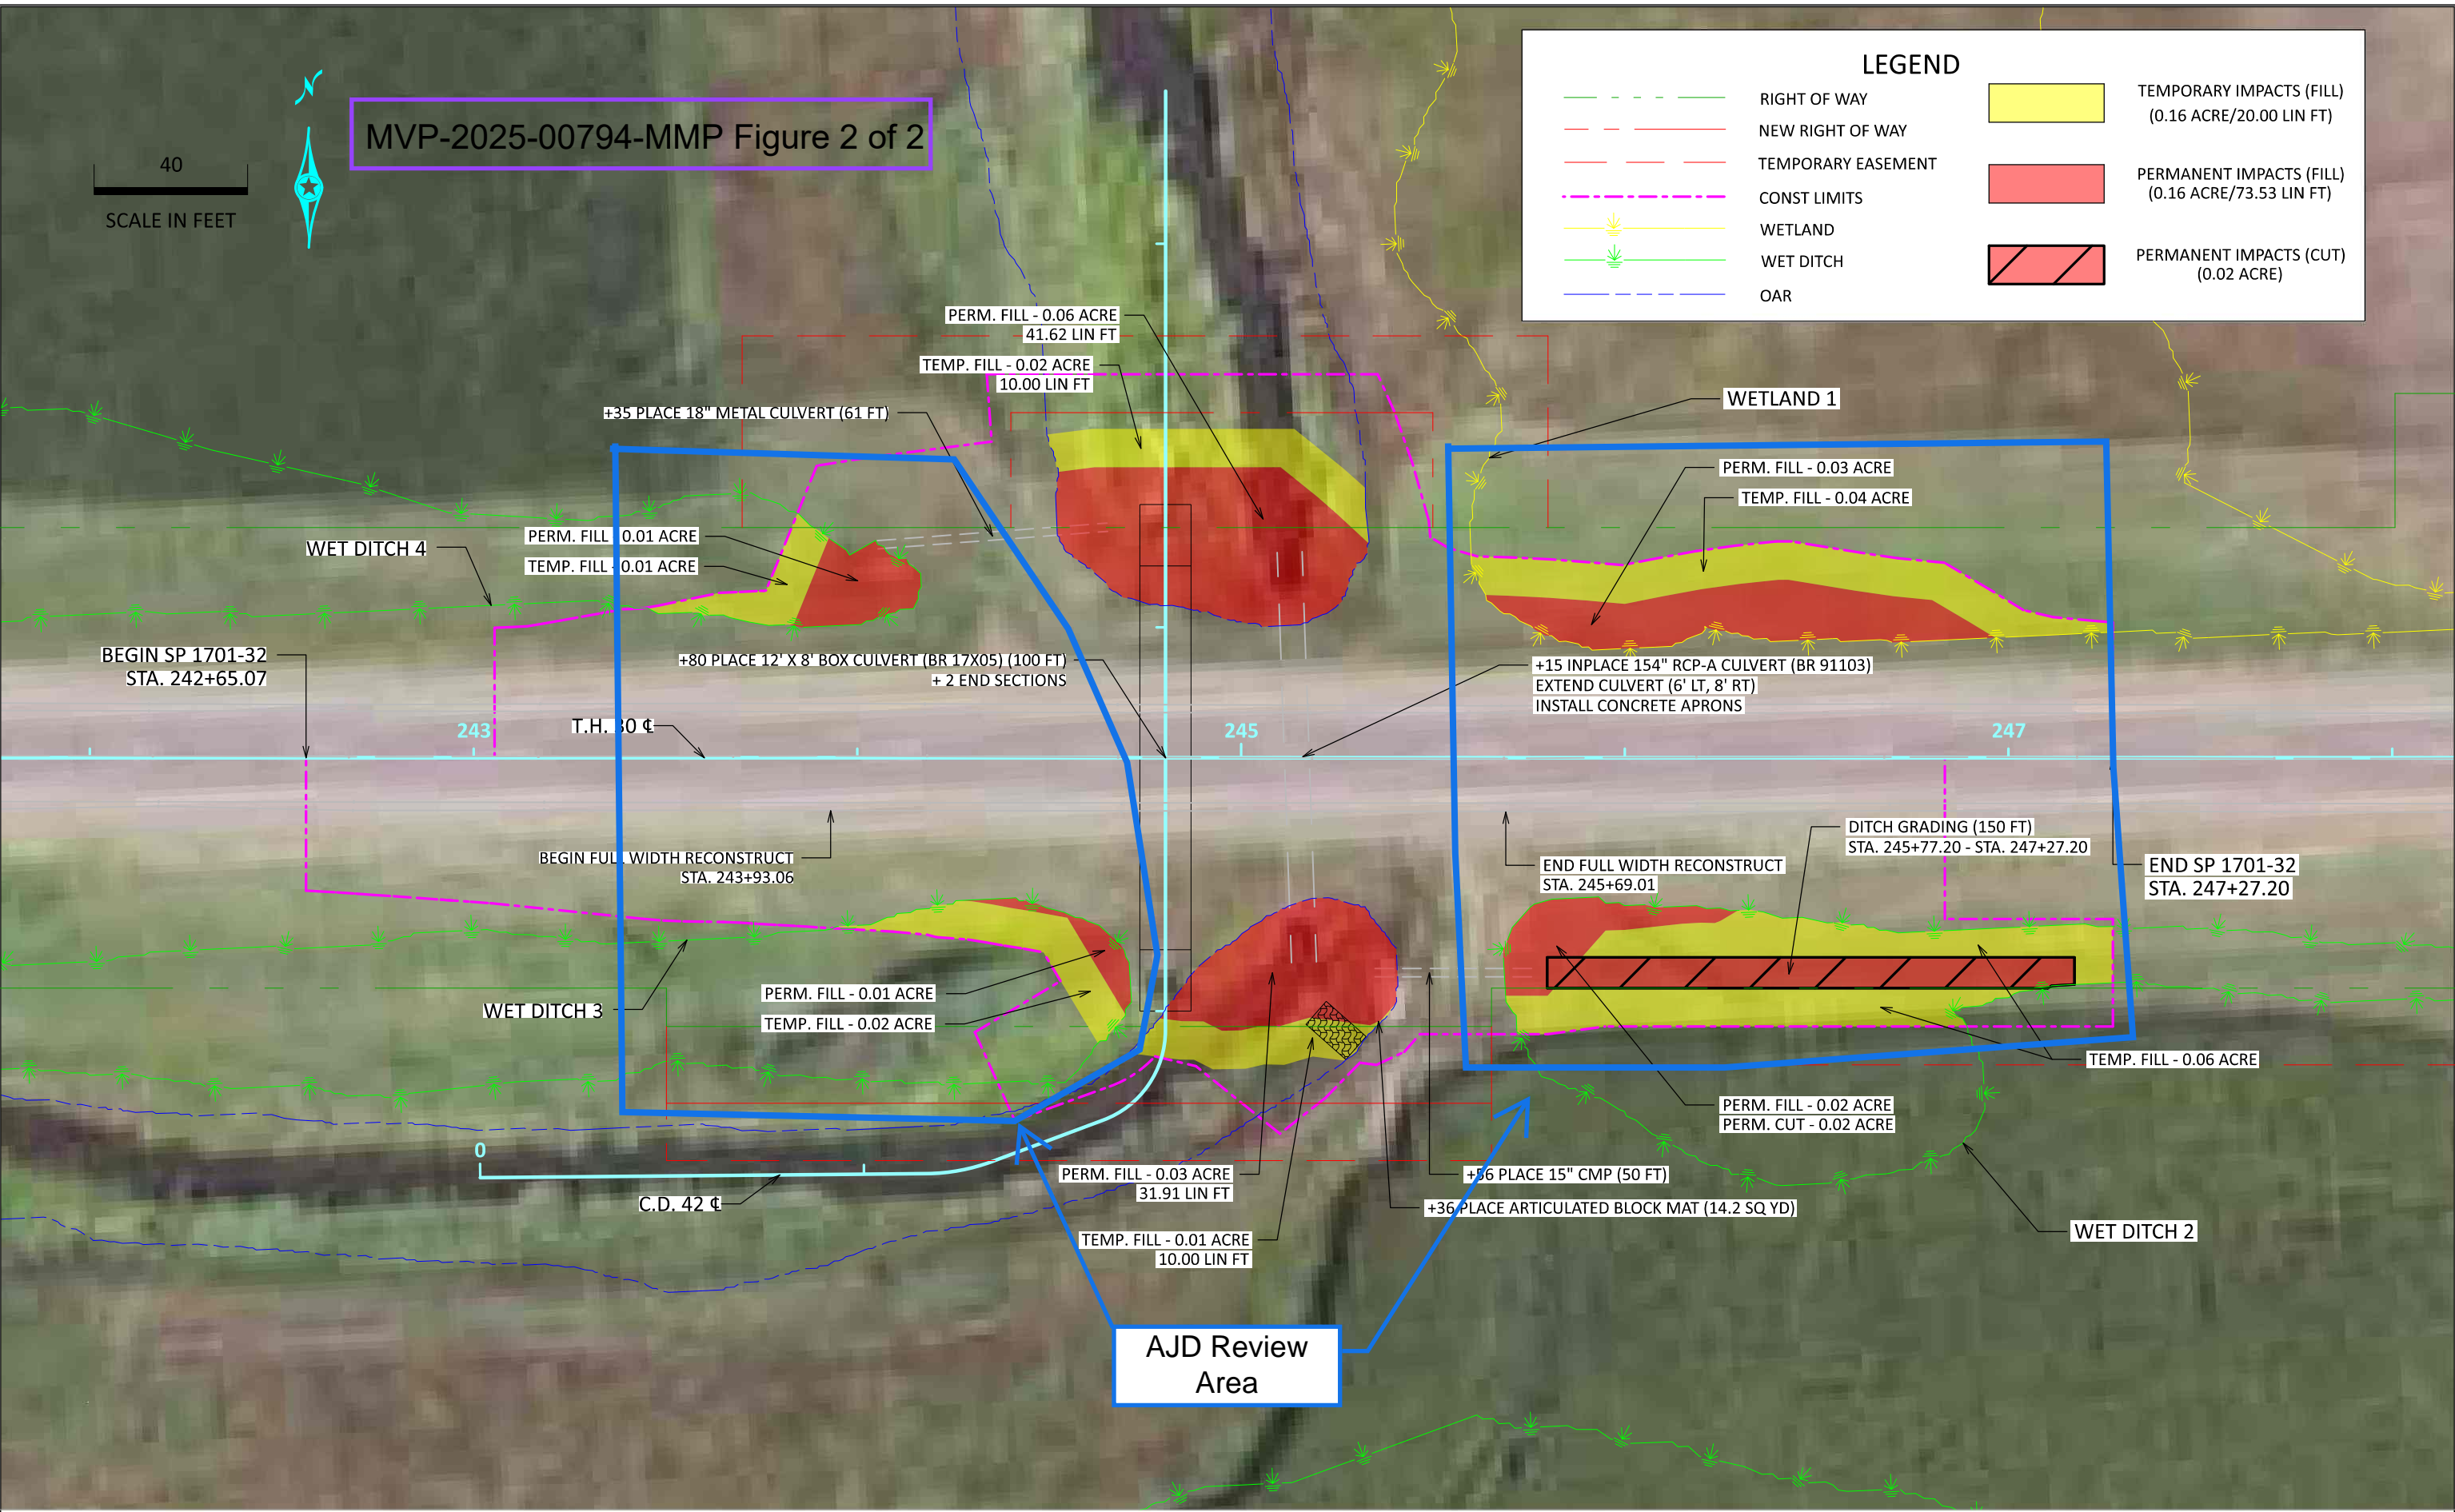 MVP-2025-00794-MMP Figure 2 of 2
40
SCALE IN FEET
N
LEGEND
RIGHT OF WAY
NEW RIGHT OF WAY
TEMPORARY EASEMENT
CONST LIMITS
WETLAND
WET DITCH
OAR
TEMPORARY IMPACTS (FILL)
(0.16 ACRE/20.00 LIN FT)
PERMANENT IMPACTS (FILL)
(0.16 ACRE/73.53 LIN FT)
PERMANENT IMPACTS (CUT)
(0.02 ACRE)
PERM. FILL - 0.06 ACRE
41.62 LIN FT
TEMP. FILL - 0.02 ACRE
10.00 LIN FT
+35 PLACE 18" METAL CULVERT (61 FT)
WETLAND 1
PERM. FILL - 0.03 ACRE
TEMP. FILL - 0.04 ACRE
WET DITCH 4
PERM. FILL - 0.01 ACRE
TEMP. FILL - 0.01 ACRE
BEGIN SP 1701-32
STA. 242+65.07
+80 PLACE 12' X 8' BOX CULVERT (BR 17X05) (100 FT)
+ 2 END SECTIONS
+15 INPLACE 154" RCP-A CULVERT (BR 91103)
EXTEND CULVERT (6' LT, 8' RT)
INSTALL CONCRETE APRONS
243
T.H. 30 ℄
245
247
BEGIN FULL WIDTH RECONSTRUCT
STA. 243+93.06
END FULL WIDTH RECONSTRUCT
STA. 245+69.01
DITCH GRADING (150 FT)
STA. 245+77.20 - STA. 247+27.20
END SP 1701-32
STA. 247+27.20
WET DITCH 3
PERM. FILL - 0.01 ACRE
TEMP. FILL - 0.02 ACRE
TEMP. FILL - 0.06 ACRE
PERM. FILL - 0.02 ACRE
PERM. CUT - 0.02 ACRE
0
C.D. 42 ℄
PERM. FILL - 0.03 ACRE
31.91 LIN FT
+56 PLACE 15" CMP (50 FT)
+36 PLACE ARTICULATED BLOCK MAT (14.2 SQ YD)
TEMP. FILL - 0.01 ACRE
10.00 LIN FT
WET DITCH 2
AJD Review
Area